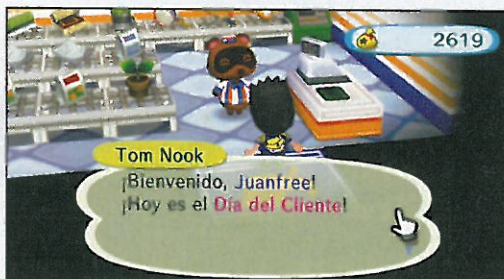 2619
Tom Nook
¡Bienvenido, Juanfree!
¡Hoy es el Día del Cliente!